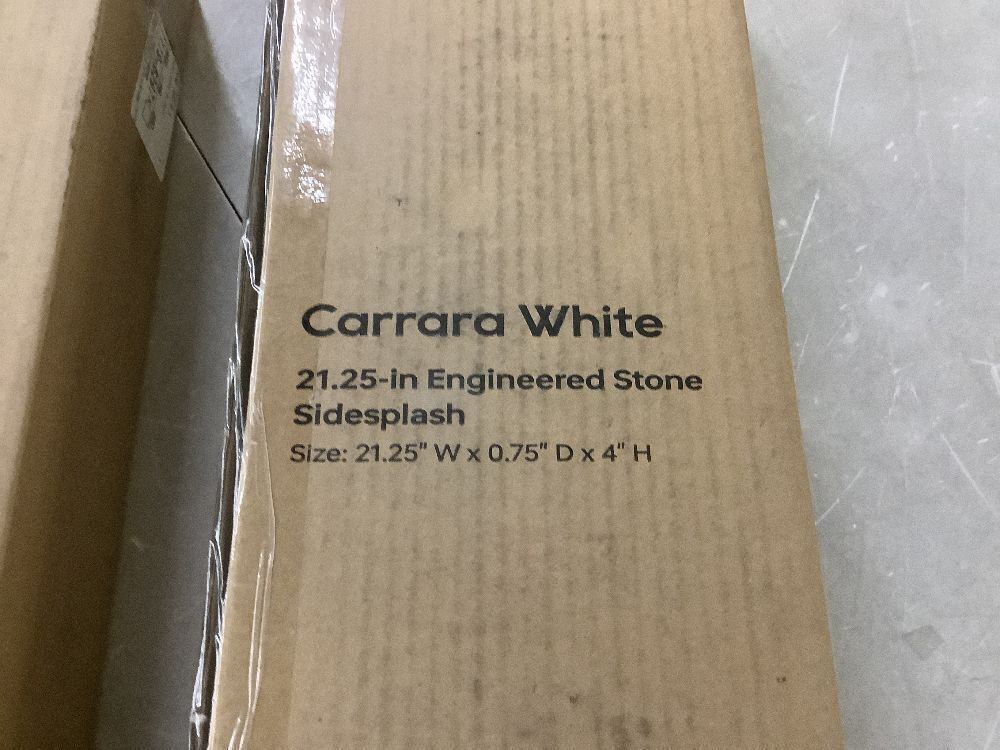 Carrara White
21.25-in Engineered Stone
Sidesplash
Size: 21.25" W x 0.75" D x 4" H